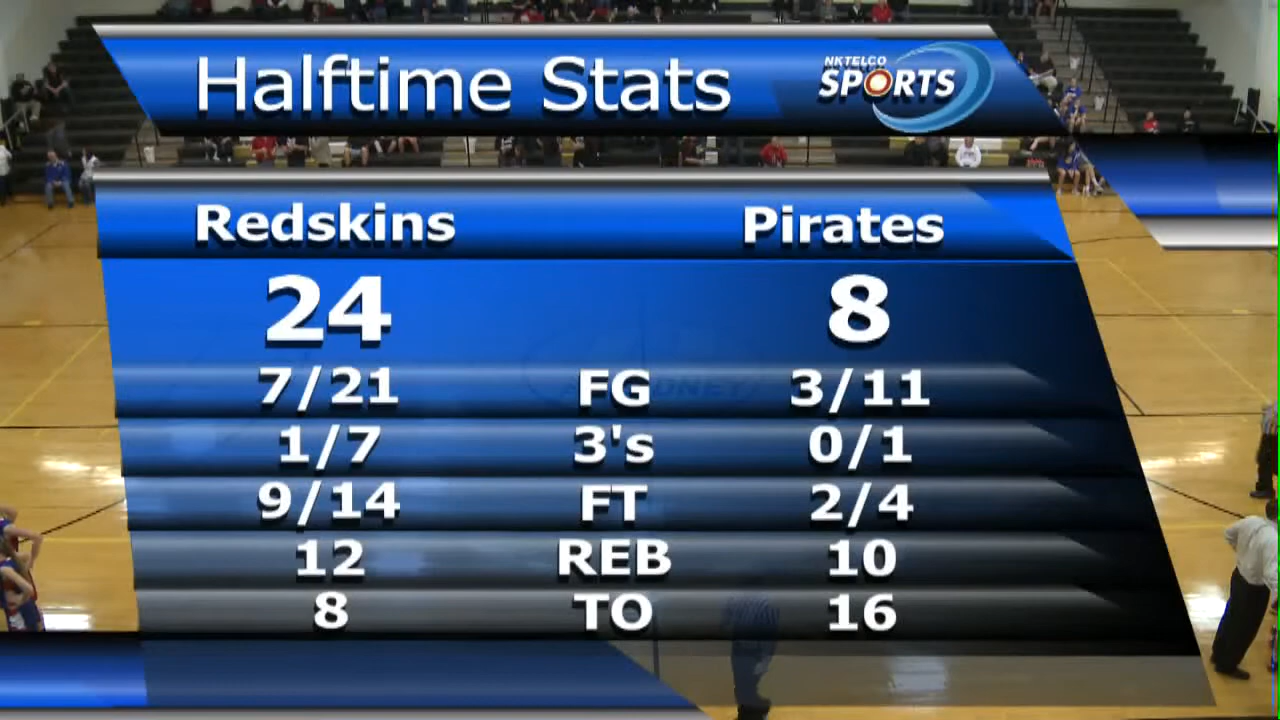 Halftime Stats
NKTELCO
SPORTS
Redskins Pirates
24 8
7/21 FG 3/11
1/7 3's 0/1
9/14 FT 2/4
12 REB 10
8 TO 16